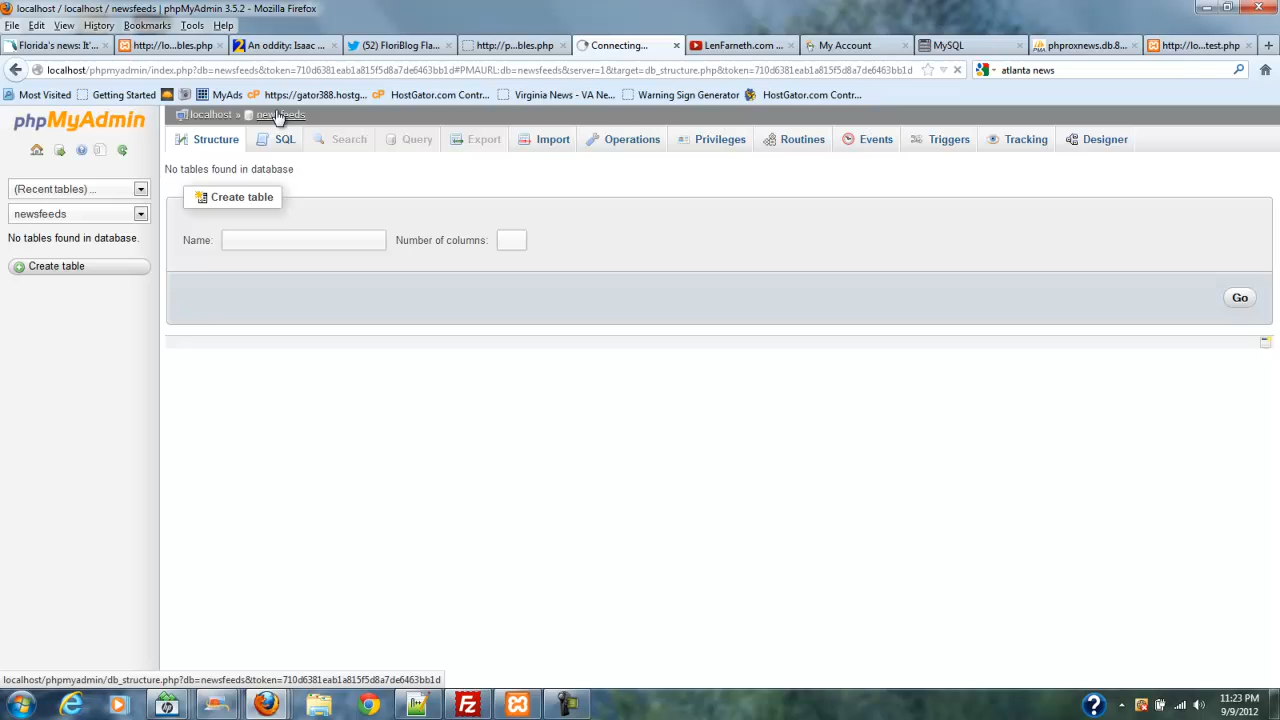 localhost / localhost / newsfeeds | phpMyAdmin 3.5.2 - Mozilla Firefox
File Edit View History Bookmarks Tools Help
Florida's news: It'... http://lo...bles.php An oddity: Isaac ... (52) FloriBlog Fla... http://p...bles.php Connecting... LenFarneth.com ... My Account MySQL phproxnews.db.8... http://lo...test.php
localhost/phpmyadmin/index.php?db=newsfeeds&token=710d6381eab1a815f5d8a7de6463bb1d#PMAURL:db=newsfeeds&server=1&target=db_structure.php&token=710d6381eab1a815f5d8a7de6463bb1d atlanta news
Most Visited Getting Started MyAds https://gator388.hostg... HostGator.com Contr... Virginia News - VA Ne... Warning Sign Generator HostGator.com Contr...
phpMyAdmin
localhost » newsfeeds
Structure SQL Search Query Export Import Operations Privileges Routines Events Triggers Tracking Designer
No tables found in database
(Recent tables) ...
Create table
newsfeeds
No tables found in database.
Name: Number of columns:
Create table
Go
localhost/phpmyadmin/db_structure.php?db=newsfeeds&token=710d6381eab1a815f5d8a7de6463bb1d
11:23 PM
9/9/2012